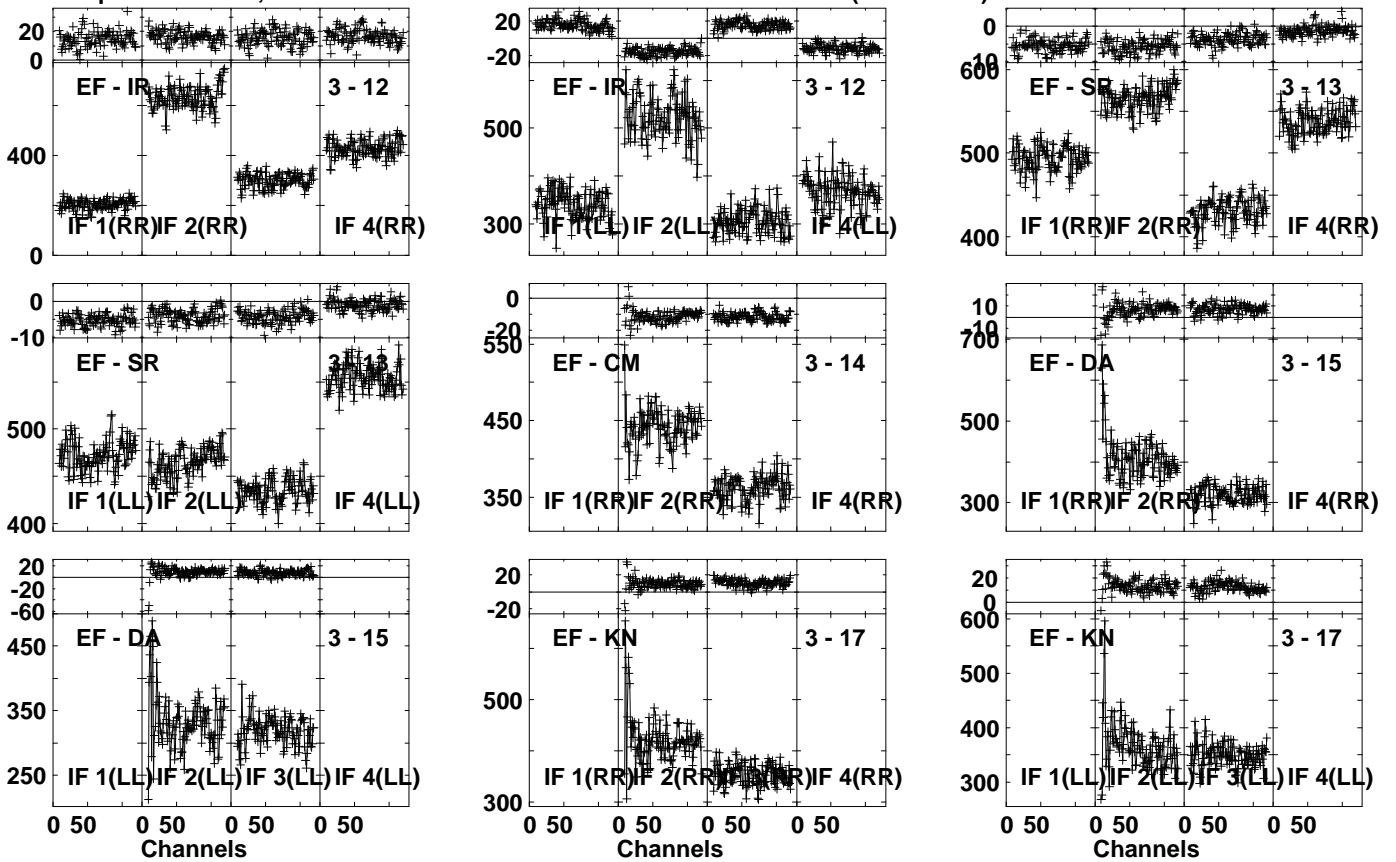 20
0
EF - IR
3 - 12
400
IF 1(RR) IF 2(RR) IF 4(RR)
0
20
-20
EF - IR
3 - 12
500
300
IF 1(LL) IF 2(LL) IF 4(LL)
0
10
600
EF - SR
3 - 13
500
IF 1(RR) IF 2(RR) IF 4(RR)
400
0
-10
EF - SR
3 - 13
500
IF 1(LL) IF 2(LL) IF 4(LL)
400
0
20
550
EF - CM
3 - 14
450
350
IF 1(RR) IF 2(RR) IF 4(RR)
10
-10
700
EF - DA
3 - 15
500
300
IF 1(RR) IF 2(RR) IF 4(RR)
20
-20
-60
EF - DA
3 - 15
450
350
250
IF 1(LL) IF 2(LL) IF 3(LL) IF 4(LL)
0 50 0 50 0 50 0 50
Channels
20
-20
EF - KN
3 - 17
500
IF 1(RR) IF 2(RR) IF 3(RR) IF 4(RR)
300
0 50 0 50 0 50 0 50
Channels
20
0
600
EF - KN
3 - 17
500
400
300
IF 1(LL) IF 2(LL) IF 3(LL) IF 4(LL)
0 50 0 50 0 50 0 50
Channels